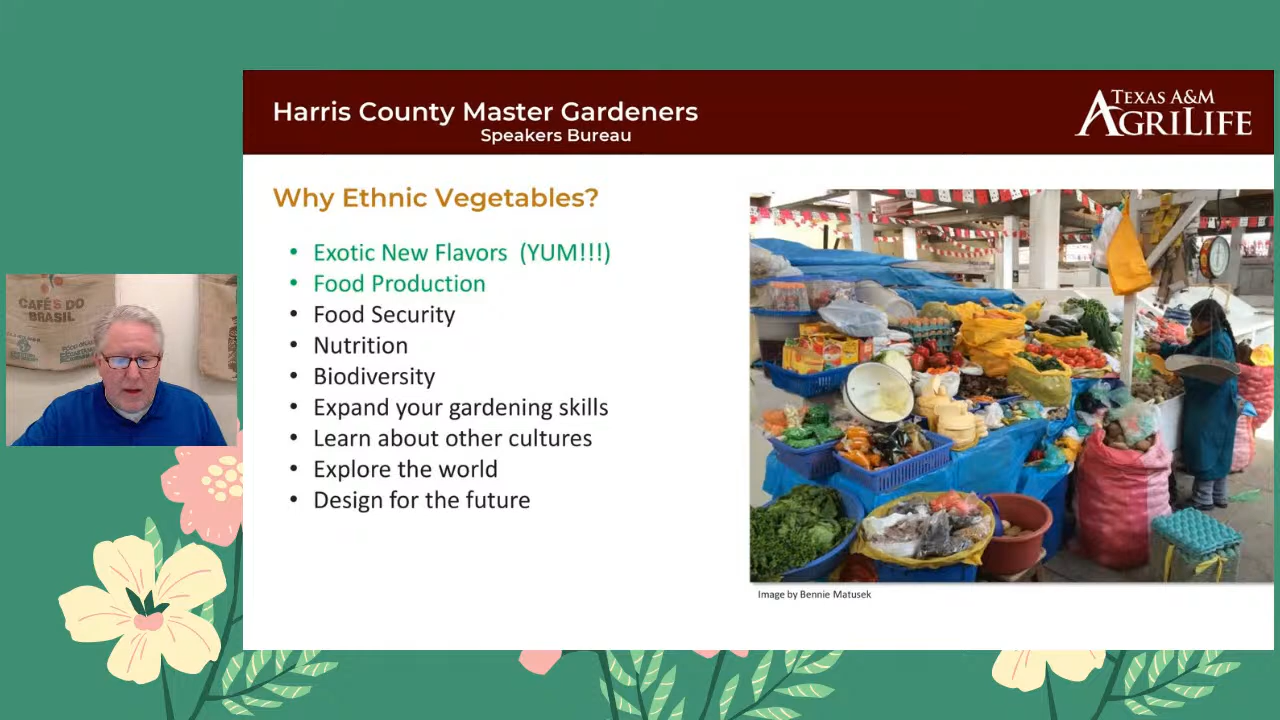 Harris County Master Gardeners
Speakers Bureau
TEXAS A&M
AGRILIFE
Why Ethnic Vegetables?
• Exotic New Flavors (YUM!!!)
• Food Production
• Food Security
• Nutrition
• Biodiversity
• Expand your gardening skills
• Learn about other cultures
• Explore the world
• Design for the future
CAFÉS DO
BRASIL
Image by Bennie Matusek